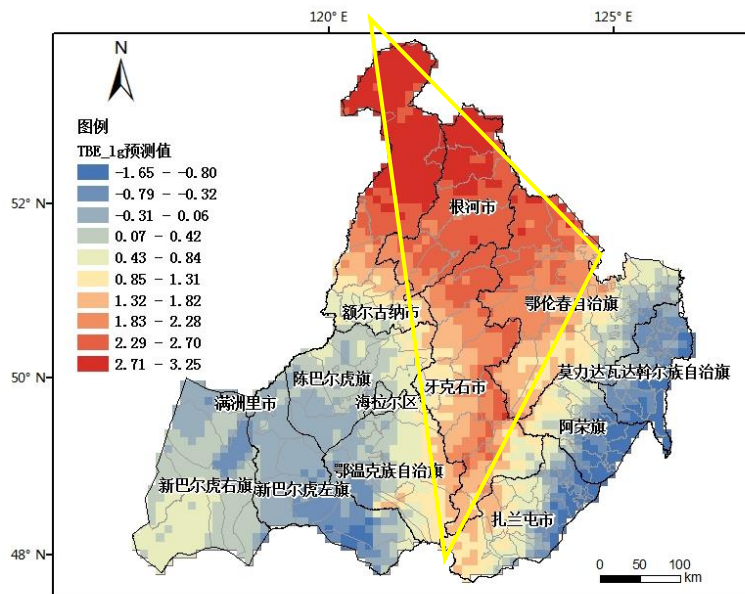 120° E
125° E
N
图例
TBE_lg预测值
-1.65 - -0.80
-0.79 - -0.32
-0.31 - 0.06
0.07 - 0.42
0.43 - 0.84
0.85 - 1.31
1.32 - 1.82
1.83 - 2.28
2.29 - 2.70
2.71 - 3.25
52° N
根河市
鄂伦春自治旗
额尔古纳市
50° N
陈巴尔虎旗
牙克石市
莫力达瓦达斡尔族自治旗
满洲里市
海拉尔区
阿荣旗
鄂温克族自治旗
新巴尔虎右旗
新巴尔虎左旗
扎兰屯市
48° N
0
50
100
km